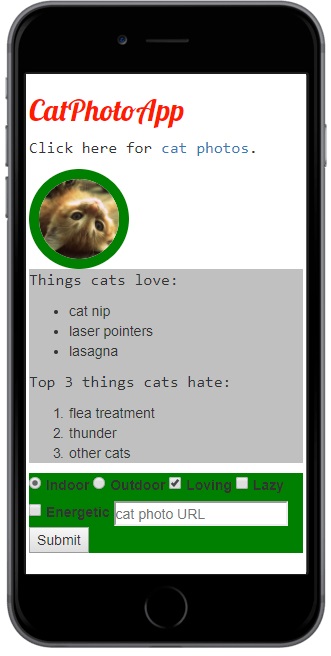 CatPhotoApp
Click here for cat photos.
Things cats love:
cat nip
laser pointers
lasagna
Top 3 things cats hate:
1. flea treatment
2. thunder
3. other cats
Indoor Outdoor Loving Lazy
Energetic cat photo URL
Submit